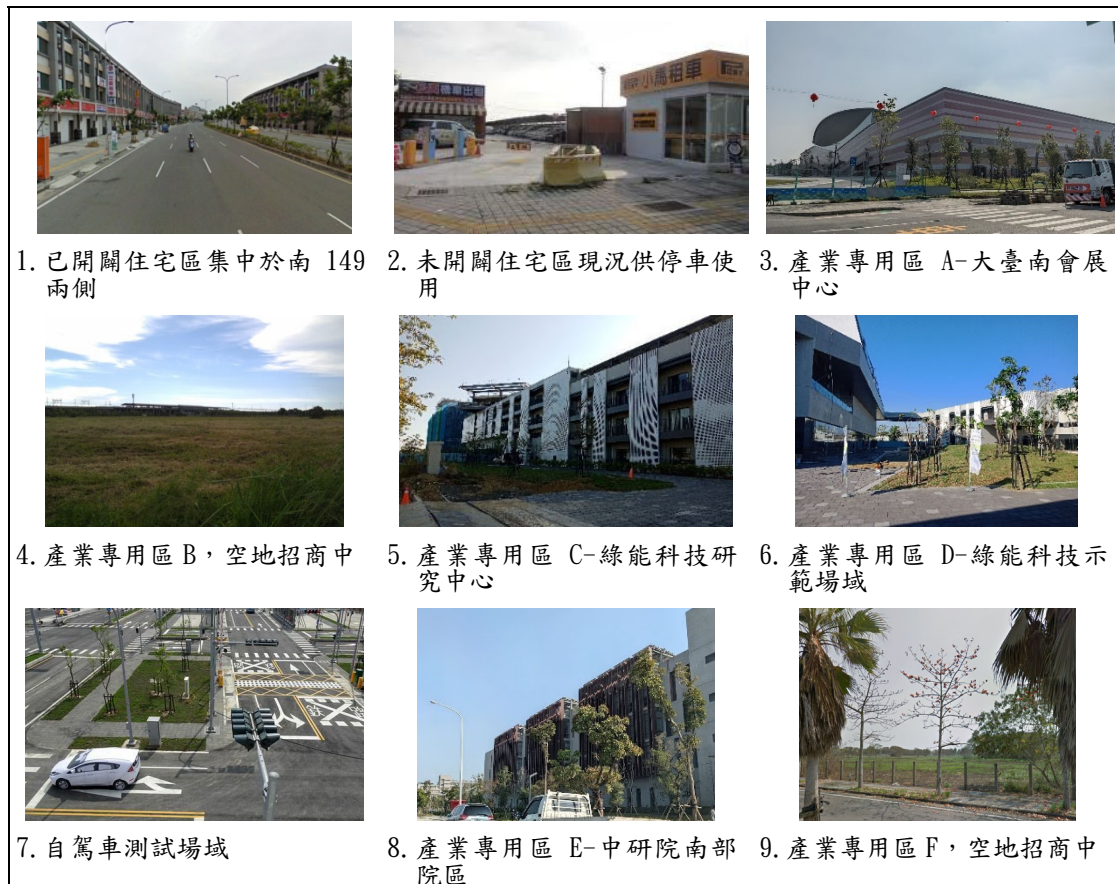 小馬租車
機車出租
1. 已開闢住宅區集中於南 149
兩側
2. 未開闢住宅區現況供停車使
用
3. 產業專用區 A-大臺南會展
中心
4. 產業專用區 B，空地招商中
5. 產業專用區 C-綠能科技研
究中心
6. 產業專用區 D-綠能科技示
範場域
7. 自駕車測試場域
8. 產業專用區 E-中研院南部
院區
9. 產業專用區 F，空地招商中